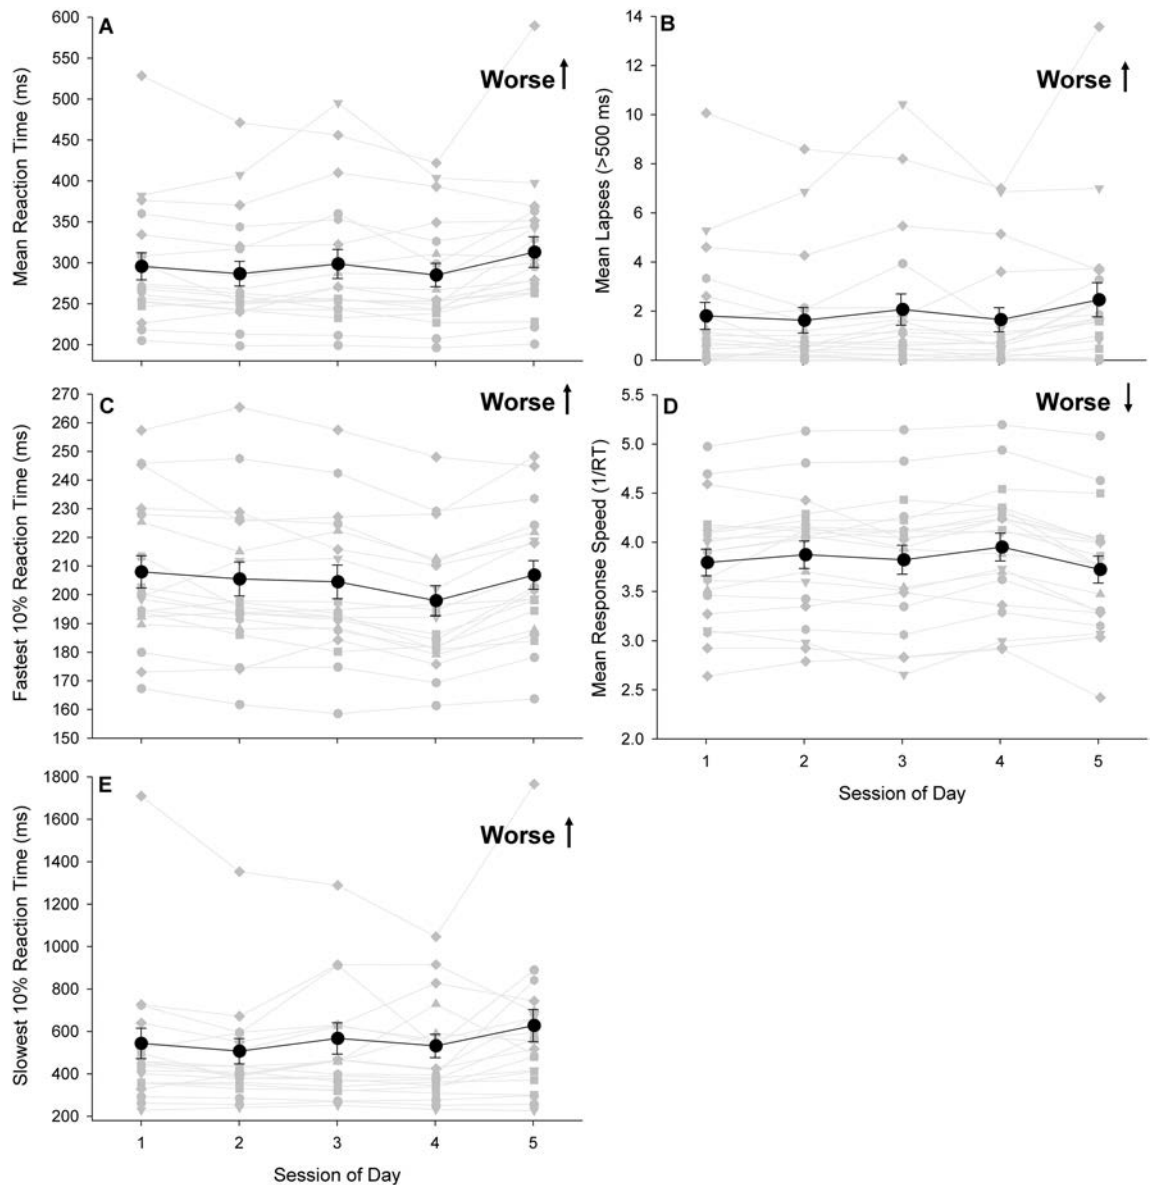 A
Mean Reaction Time (ms)
600
550
500
450
400
350
300
250
200
Worse
B
Mean Lapses (>500 ms)
14
12
10
8
6
4
2
0
Worse
C
Fastest 10% Reaction Time (ms)
270
260
250
240
230
220
210
200
190
180
170
160
150
Worse
D
Mean Response Speed (1/RT)
5.5
5.0
4.5
4.0
3.5
3.0
2.5
2.0
Worse
1 2 3 4 5
Session of Day
E
Slowest 10% Reaction Time (ms)
1800
1600
1400
1200
1000
800
600
400
200
Worse
1 2 3 4 5
Session of Day